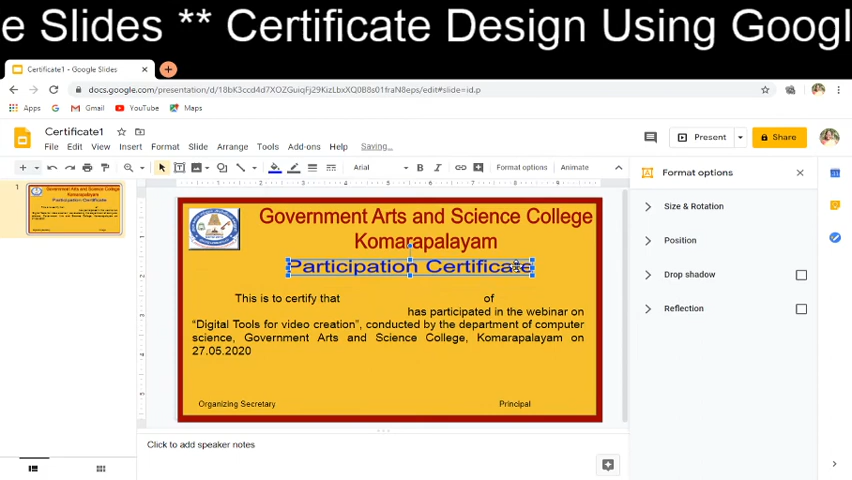 e Slides ** Certificate Design Using Googl
Certificate1 - Google Slides
docs.google.com/presentation/d/18bK3ccd4d7XOZGuiqFj29KizLbxXQ0B8s01fraN8eps/edit#slide=id.p
Apps Gmail YouTube Maps
Certificate1
File Edit View Insert Format Slide Arrange Tools Add-ons Help Saving...
Present Share
Arial B I Format options Animate
Format options
Size & Rotation
Position
Drop shadow
Reflection
1
Government Arts and Science College
Komarapalayam
Participation Certificate
This is to certify that of
has participated in the webinar on
“Digital Tools for video creation”, conducted by the department of computer
science, Government Arts and Science College, Komarapalayam on
27.05.2020
Organizing Secretary Principal
Click to add speaker notes